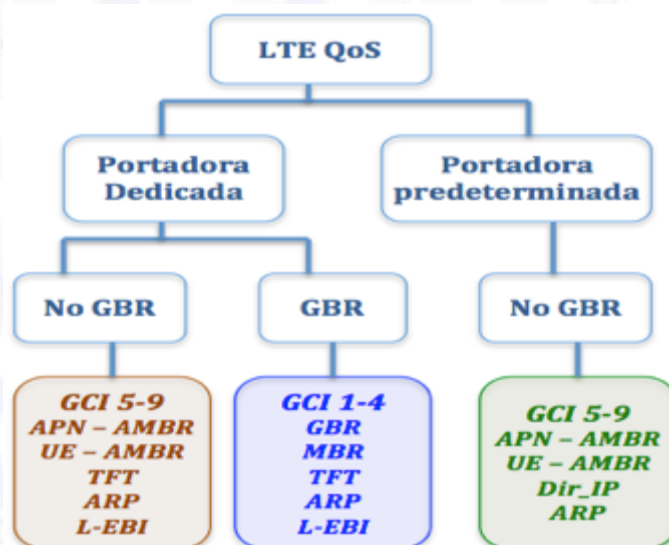 LTE QoS
Portadora
Dedicada
Portadora
predeterminada
No GBR
GBR
No GBR
GCI 5-9
APN – AMBR
UE – AMBR
TFT
ARP
L-EBI
GCI 1-4
GBR
MBR
TFT
ARP
L-EBI
GCI 5-9
APN – AMBR
UE – AMBR
Dir_IP
ARP